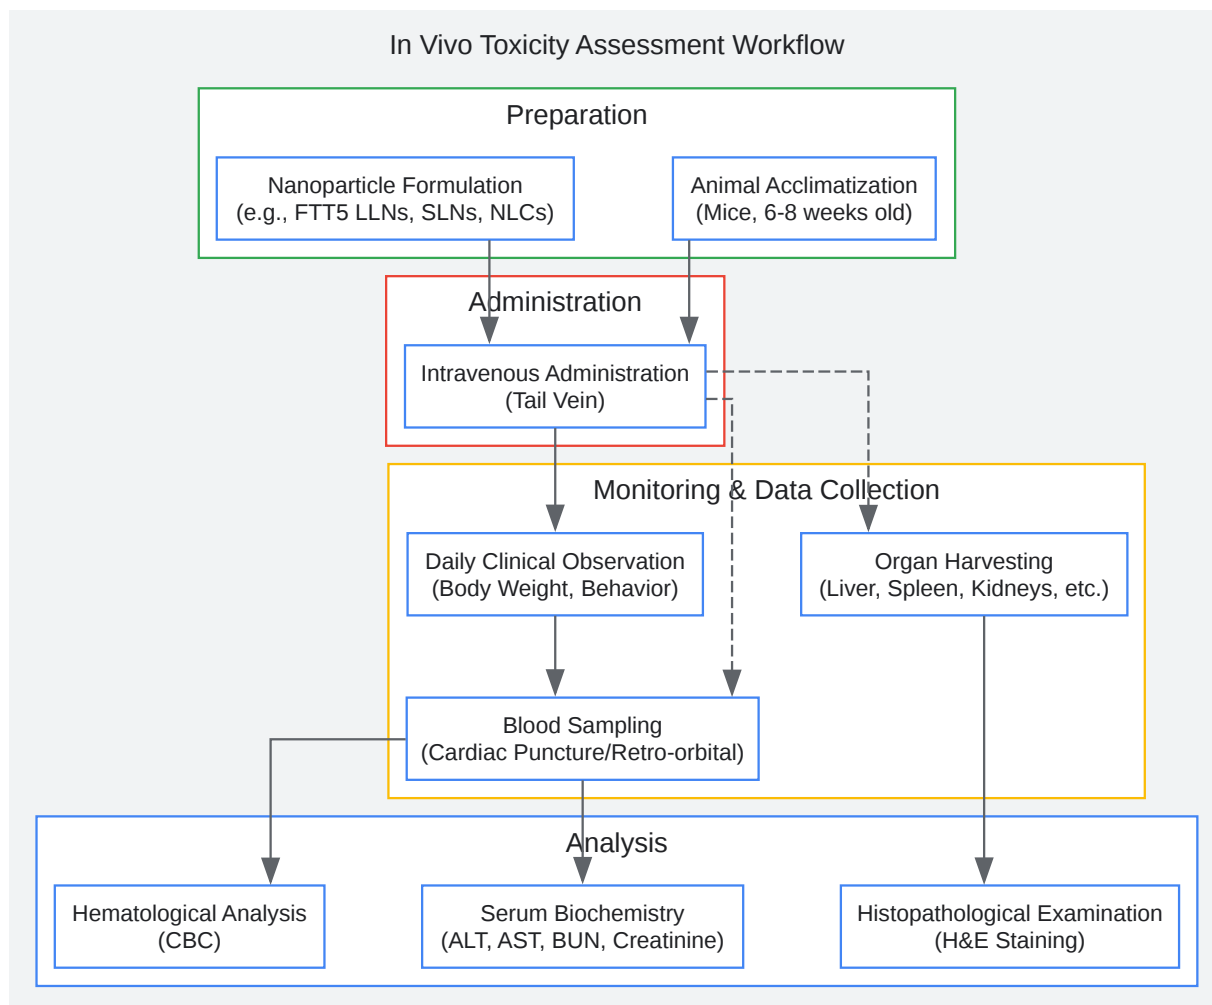 In Vivo Toxicity Assessment Workflow
Preparation
Nanoparticle Formulation
(e.g., FTT5 LLNs, SLNs, NLCs)
Animal Acclimatization
(Mice, 6-8 weeks old)
Administration
Intravenous Administration
(Tail Vein)
Monitoring & Data Collection
Daily Clinical Observation
(Body Weight, Behavior)
Organ Harvesting
(Liver, Spleen, Kidneys, etc.)
Blood Sampling
(Cardiac Puncture/Retro-orbital)
Analysis
Hematological Analysis
(CBC)
Serum Biochemistry
(ALT, AST, BUN, Creatinine)
Histopathological Examination
(H&E Staining)